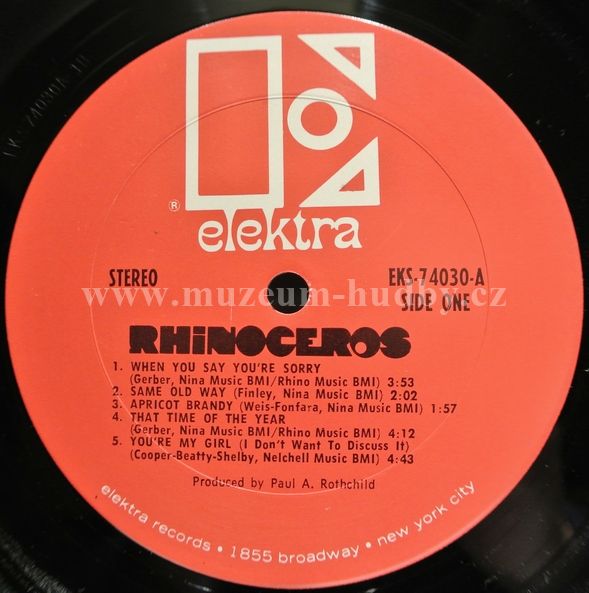 EKS-74030A
®
elektra
STEREO
EKS-74030-A
SIDE ONE
www.muzeum-hudby.cz
RHiNOCEROS
1. WHEN YOU SAY YOU'RE SORRY
(Gerber, Nina Music BMI/Rhino Music BMI) 3:53
2. SAME OLD WAY (Finley, Nina Music BMI) 2:02
3. APRICOT BRANDY (Weis-Fonfara, Nina Music BMI) 1:57
4. THAT TIME OF THE YEAR
(Gerber, Nina Music BMI/Rhino Music BMI) 4:12
5. YOU'RE MY GIRL (I Don't Want To Discuss It)
(Cooper-Beatty-Shelby, Nelchell Music BMI) 4:43
Produced by Paul A. Rothchild
elektra records • 1855 broadway • new york city